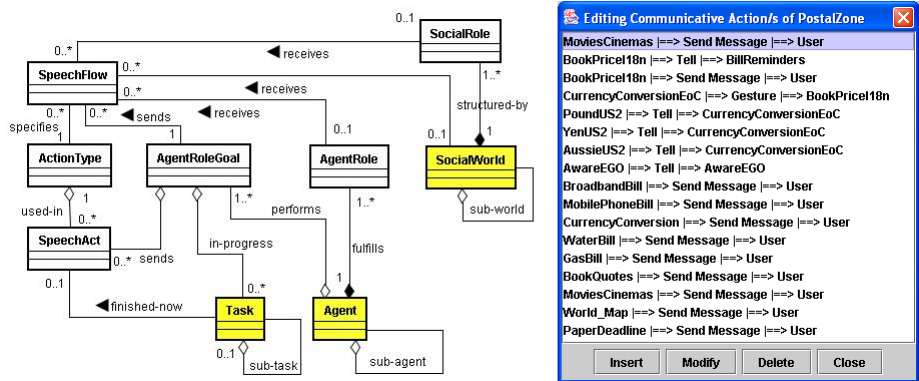 SocialRole
0..1
0..*
receives
SpeechFlow
0..*
0..*
1..*
receives
structured-by
receives
0..*
0..*
sends
specifies
1
1
0..1
0..1
1
ActionType
AgentRoleGoal
AgentRole
SocialWorld
1
used-in
0..*
1..*
performs
1..*
sub-world
SpeechAct
in-progress
0..*
sends
fulfills
0..1
0..*
1
finished-now
Task
Agent
0..1
sub-task
sub-agent
Editing Communicative Action/s of PostalZone
MoviesCinemas |==> Send Message |==> User
BookPriceI18n |==> Tell |==> BillReminders
BookPriceI18n |==> Send Message |==> User
CurrencyConversionEoC |==> Gesture |==> BookPriceI18n
PoundUS2 |==> Tell |==> CurrencyConversionEoC
YenUS2 |==> Tell |==> CurrencyConversionEoC
AussieUS2 |==> Tell |==> CurrencyConversionEoC
AwareEGO |==> Tell |==> AwareEGO
BroadbandBill |==> Send Message |==> User
MobilePhoneBill |==> Send Message |==> User
CurrencyConversion |==> Send Message |==> User
WaterBill |==> Send Message |==> User
GasBill |==> Send Message |==> User
BookQuotes |==> Send Message |==> User
MoviesCinemas |==> Send Message |==> User
World_Map |==> Send Message |==> User
PaperDeadline |==> Send Message |==> User
Insert Modify Delete Close